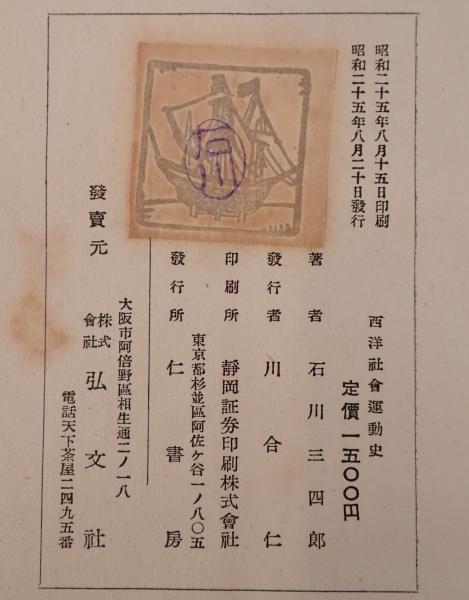 昭和二十五年八月十五日印刷
昭和二十五年八月二十日發行
西洋社會運動史
定價一五〇〇円
著者 石川三四郎
發行者 川合仁
印刷所 靜岡証券印刷株式會社
東京都杉並區阿佐ケ谷一ノ八〇五
發行所 仁書房
大阪市阿倍野區相生通二ノ一八
發賣元 株式會社 弘文社
電話天下茶屋二四九五番
石川